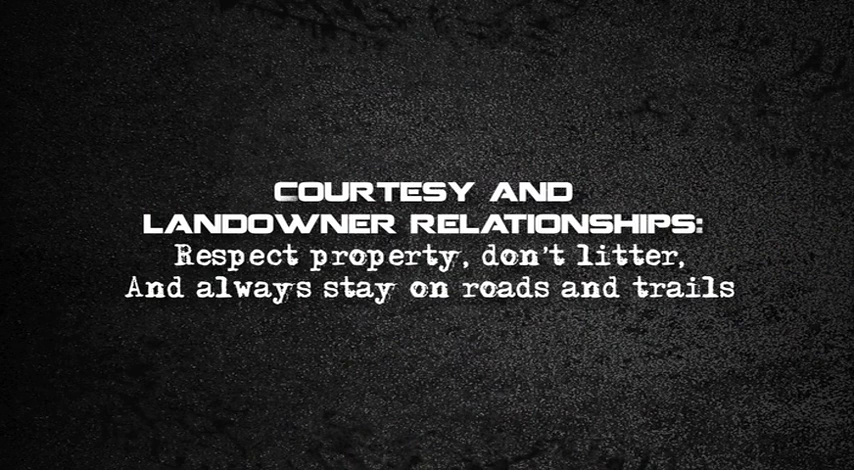 COURTESY AND
LANDOWNER RELATIONSHIPS:
Respect property, don't litter,
And always stay on roads and trails